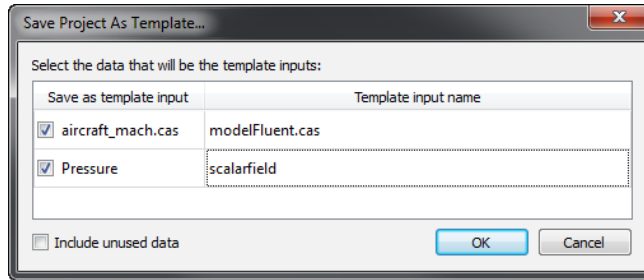 Save Project As Template...
Select the data that will be the template inputs:
Save as template input Template input name
aircraft_mach.cas modelFluent.cas
Pressure scalarfield
Include unused data OK Cancel